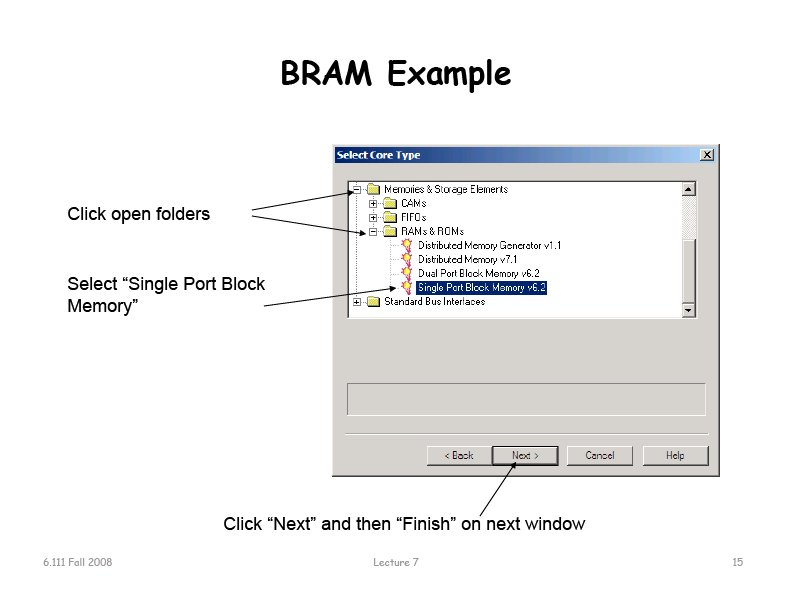 BRAM Example
Select Core Type
Memories & Storage Elements
CAMs
FIFOs
RAMs & ROMs
Distributed Memory Generator v1.1
Distributed Memory v7.1
Dual Port Block Memory v6.2
Single Port Block Memory v6.2
Standard Bus Interfaces
Click open folders
Select “Single Port Block
Memory”
< Back Next > Cancel Help
Click “Next” and then “Finish” on next window
6.111 Fall 2008 Lecture 7 15